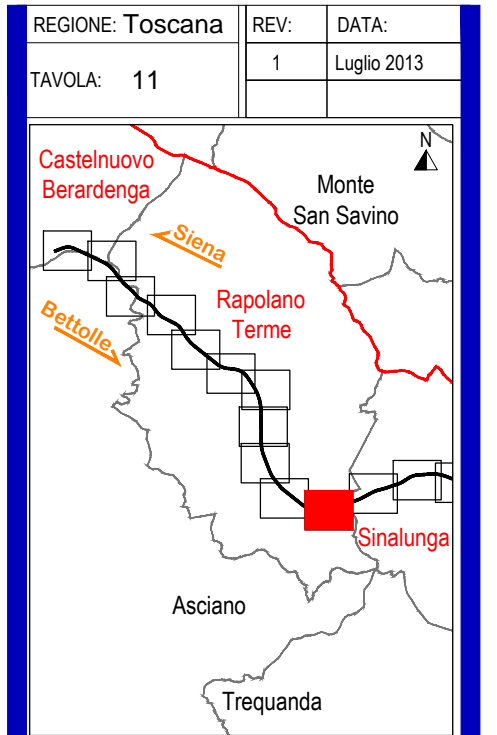 REGIONE: Toscana
REV:
DATA:
1
Luglio 2013
TAVOLA: 11
N
Castelnuovo
Berardenga
Monte
San Savino
Siena
Rapolano
Terme
Bettolle
Sinalunga
Asciano
Trequanda